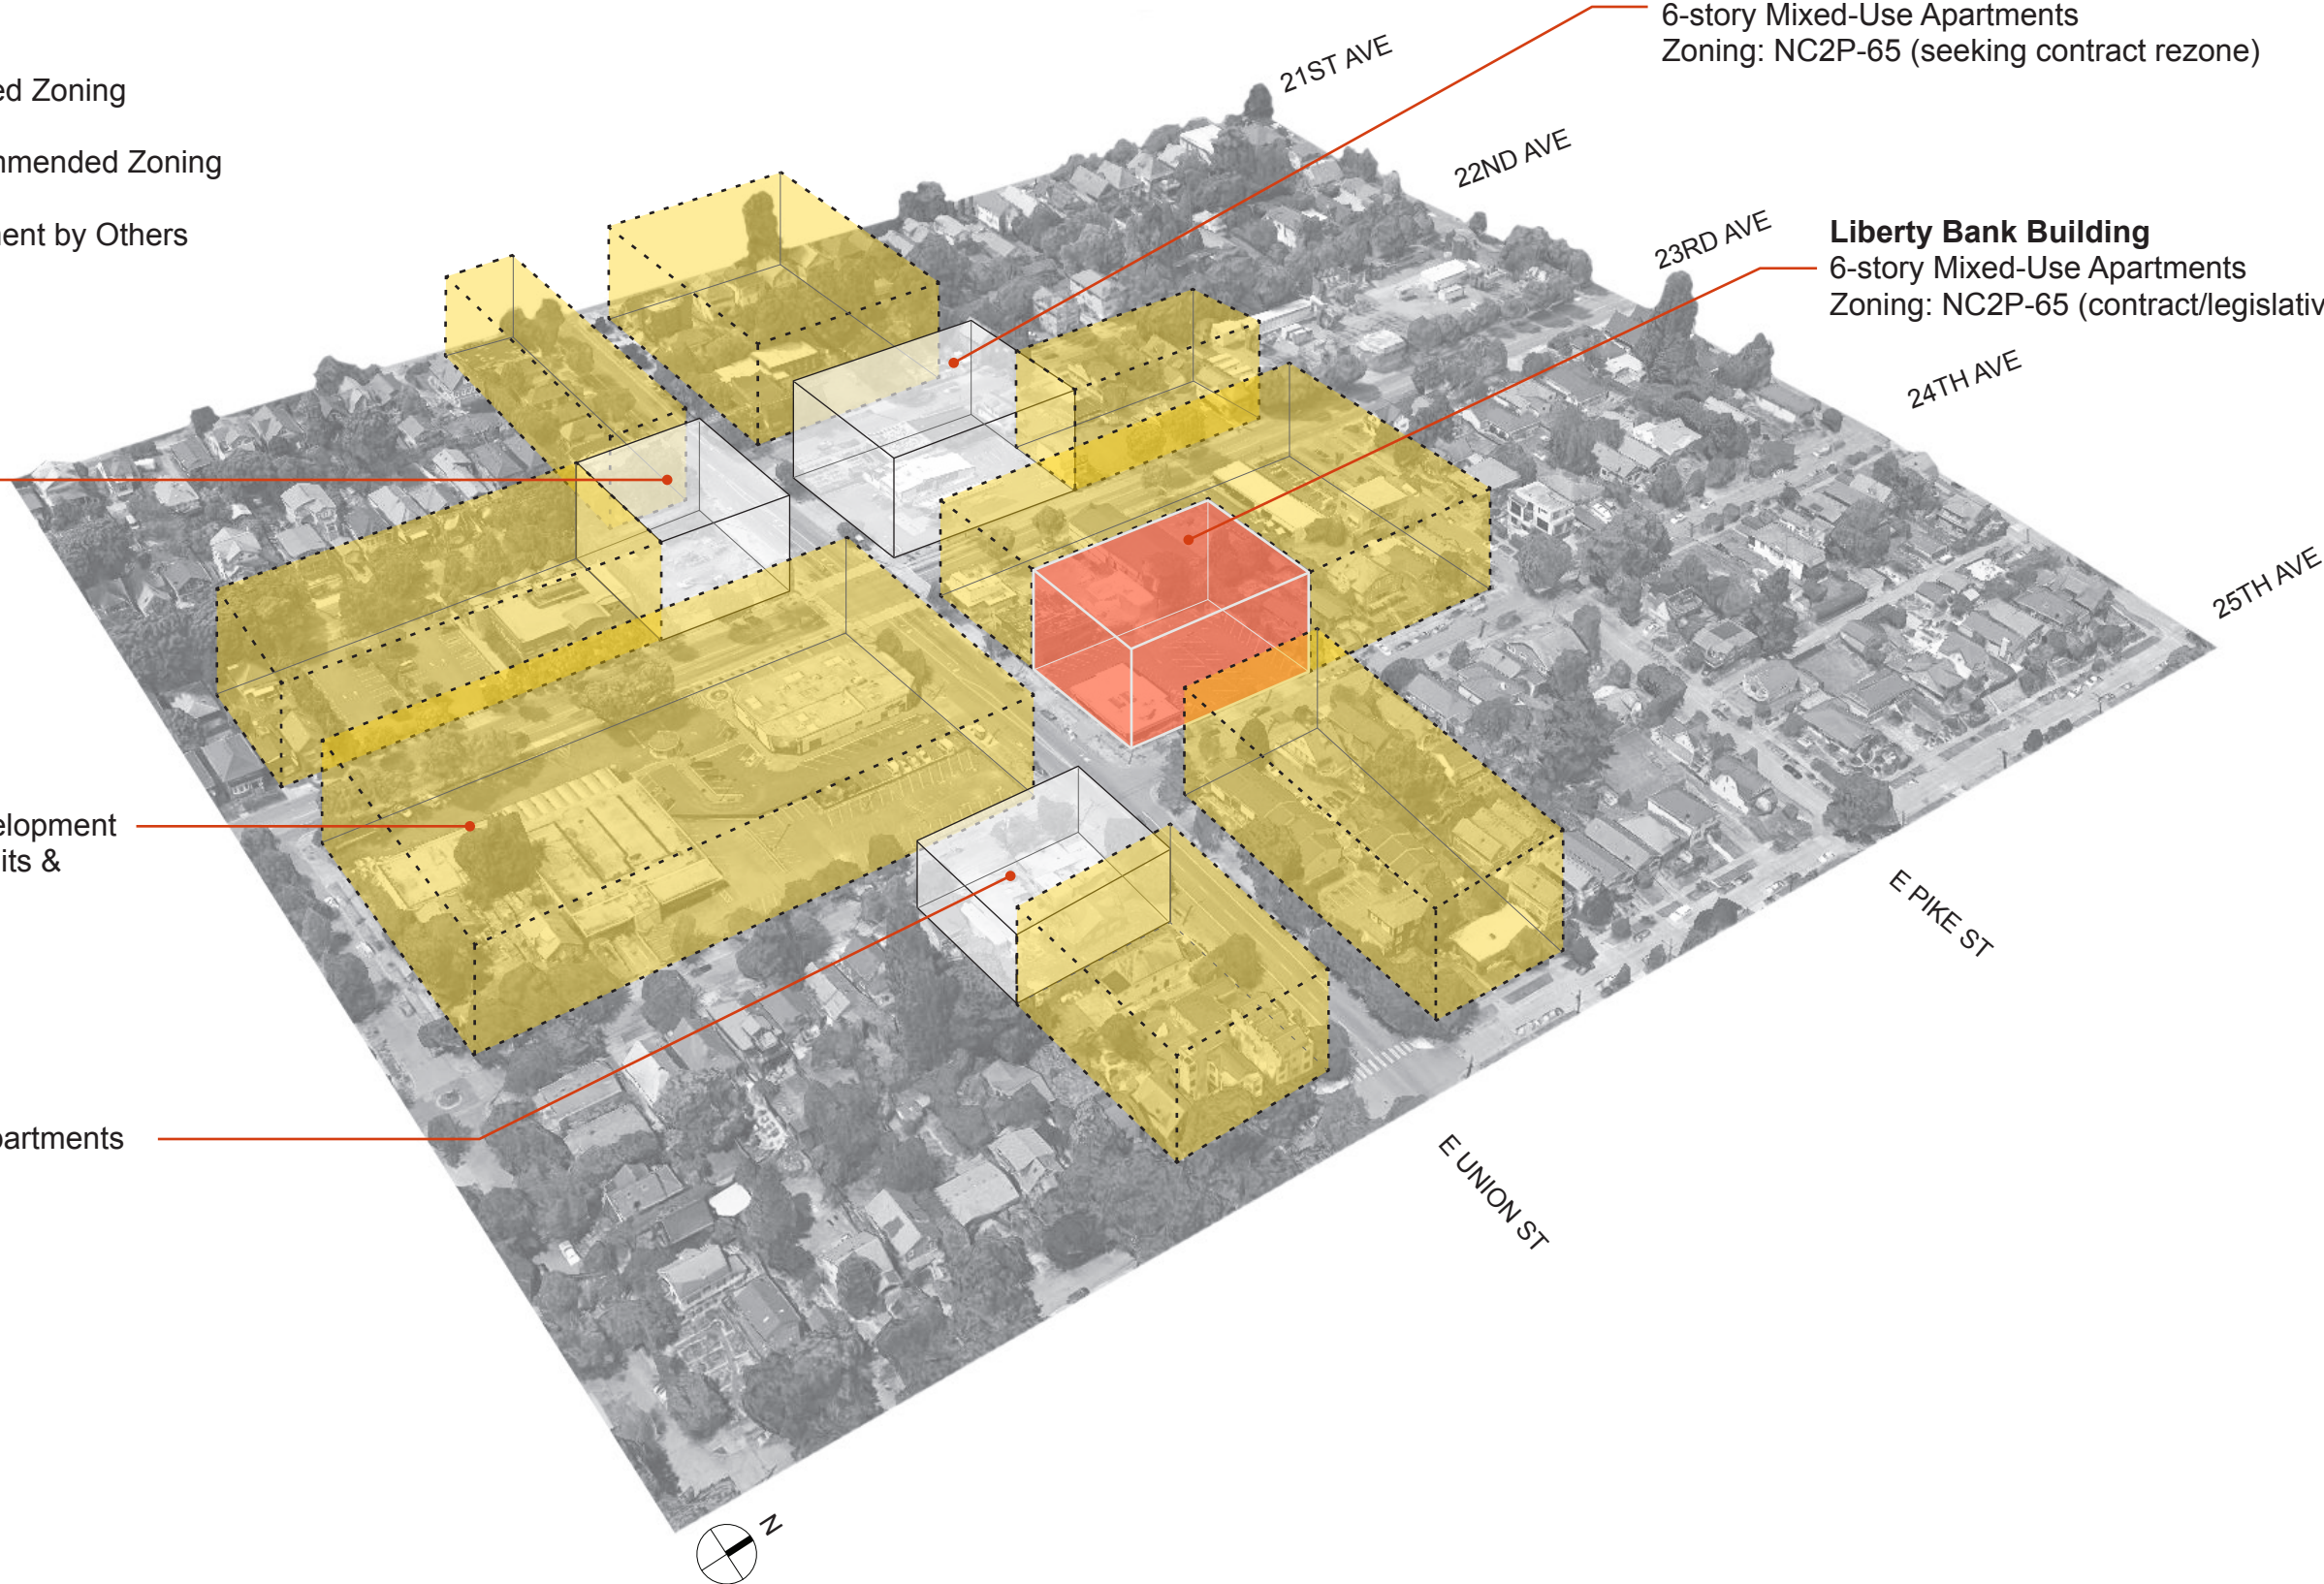 6-story Mixed-Use Apartments
Zoning: NC2P-65 (seeking contract rezone)
21ST AVE
ed Zoning
22ND AVE
mmended Zoning
23RD AVE
Liberty Bank Building
ment by Others
6-story Mixed-Use Apartments
Zoning: NC2P-65 (contract/legislativ
24TH AVE
25TH AVE
elopment
its &
E PIKE ST
partments
E UNION ST
N